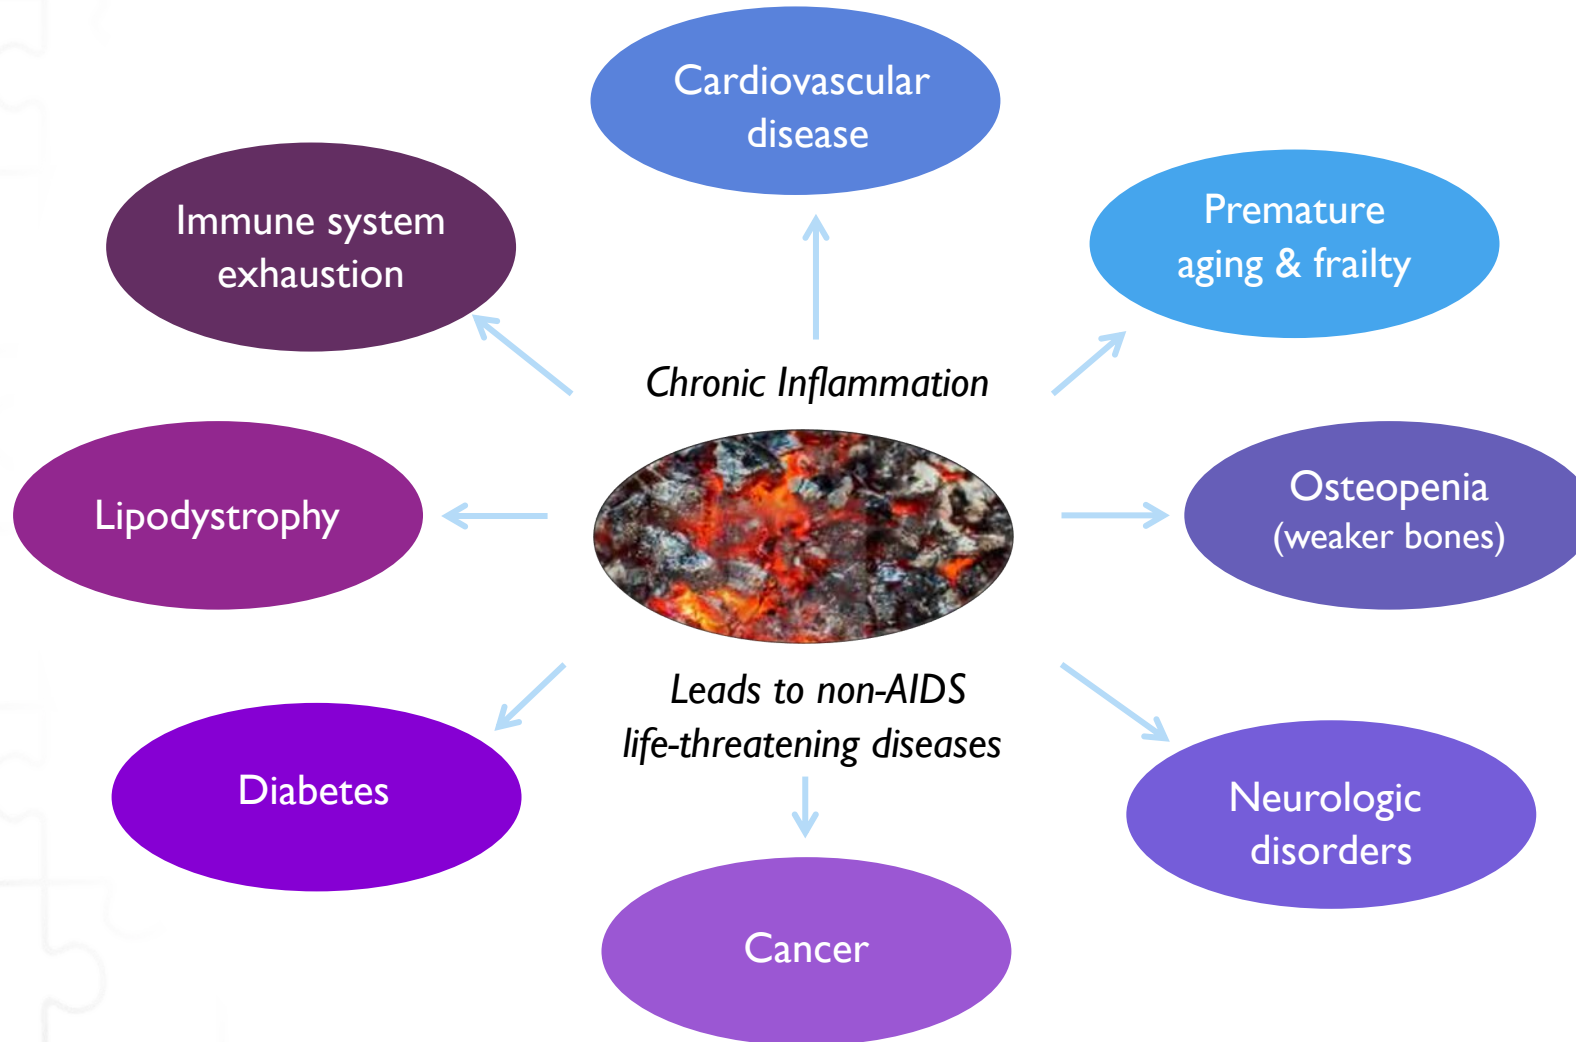 Cardiovascular
disease
Premature
aging & frailty
Immune system
exhaustion
Chronic Inflammation
Osteopenia
(weaker bones)
Lipodystrophy
Leads to non-AIDS
life-threatening diseases
Diabetes
Neurologic
disorders
Cancer